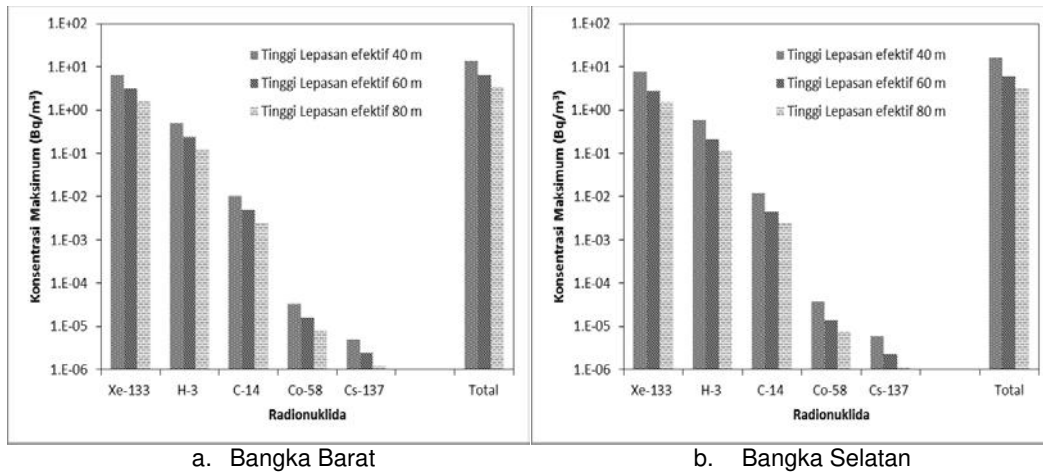 1.E+02
1.E+01
1.E+00
1.E-01
1.E-02
1.E-03
1.E-04
1.E-05
1.E-06
Konsentrasi Maksimum (Bq/m³)
Tinggi Lepasan efektif 40 m
Tinggi Lepasan efektif 60 m
Tinggi Lepasan efektif 80 m
Xe-133 H-3 C-14 Co-58 Cs-137 Total
Radionuklida
a. Bangka Barat
1.E+02
1.E+01
1.E+00
1.E-01
1.E-02
1.E-03
1.E-04
1.E-05
1.E-06
Konsentrasi Maksimum (Bq/m³)
Tinggi Lepasan efektif 40 m
Tinggi Lepasan efektif 60 m
Tinggi Lepasan efektif 80 m
Xe-133 H-3 C-14 Co-58 Cs-137 Total
Radionuklida
b. Bangka Selatan